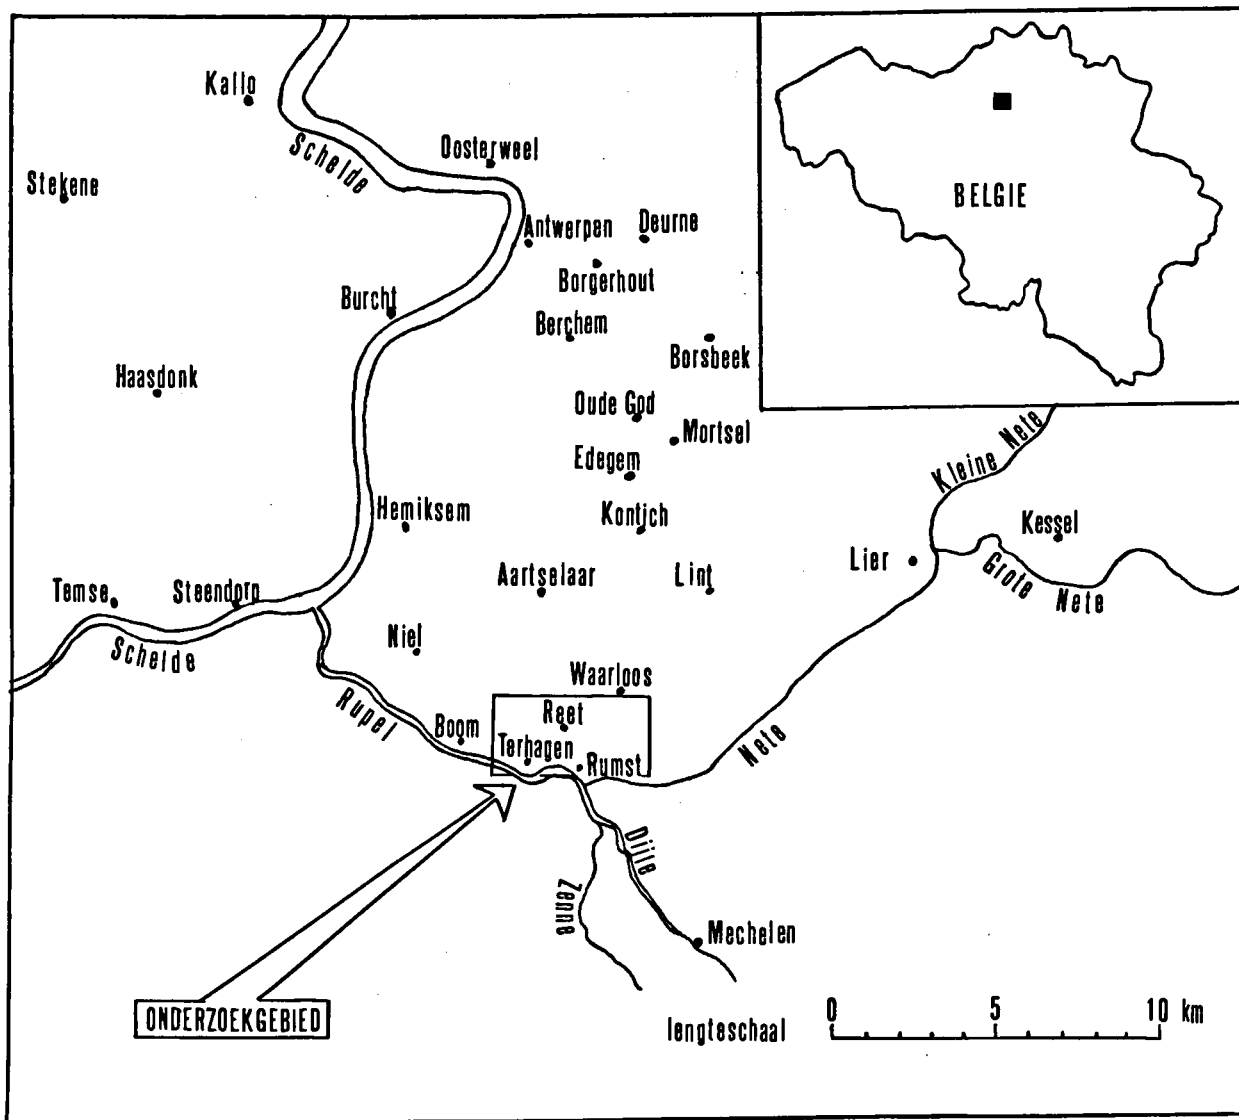 Kallo
Schelde
Oosterweel
Stekene
BELGIE
Antwerpen
Deurne
Borgerhout
Burcht
Berchem
Borsbeek
Haasdonk
Oude God
Mortsel
Edegem
Kleine Nete
Hemiksem
Kontich
Kessel
Lier
Grote Nete
Aartselaar
Lint
Temse
Steendorp
Schelde
Niel
Waarloos
Rupel
Reet
Boom
Terhagen
Rumst
Nete
Dijle
Zenne
Mechelen
ONDERZOEKGEBIED
0 5 10 km
lengteschaal